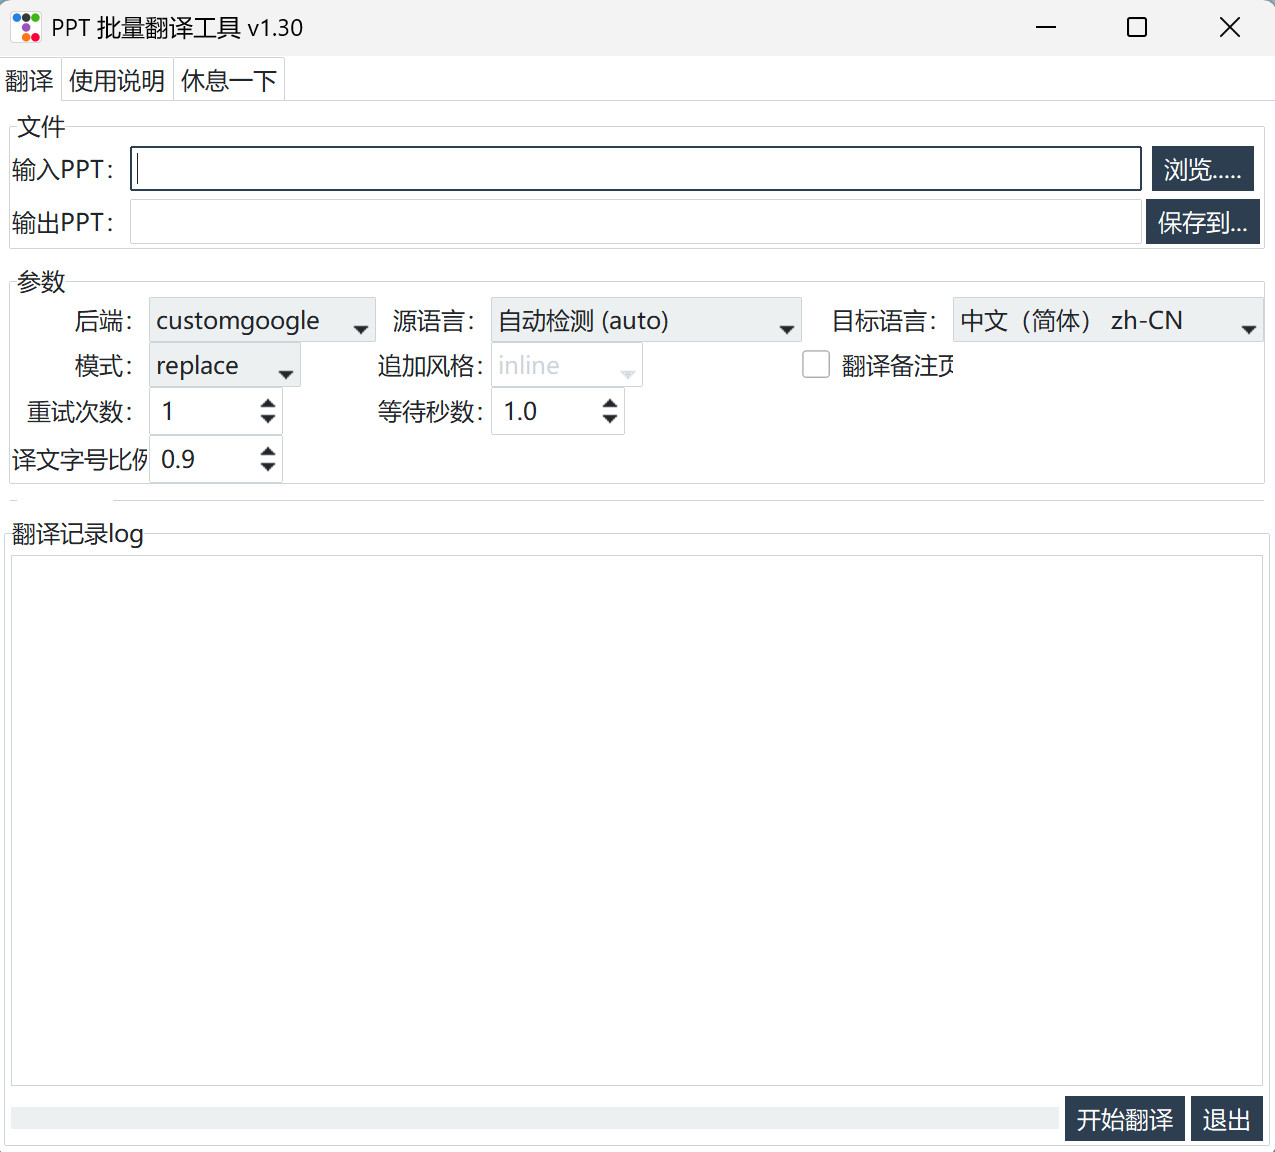 PPT 批量翻译工具 v1.30
翻译 使用说明 休息一下
文件
输入PPT： 浏览.....
输出PPT： 保存到...
参数
后端： customgoogle 源语言： 自动检测 (auto) 目标语言： 中文（简体） zh-CN
模式： replace 追加风格： inline 翻译备注页
重试次数： 1 等待秒数： 1.0
译文字号比例 0.9
翻译记录log
开始翻译 退出